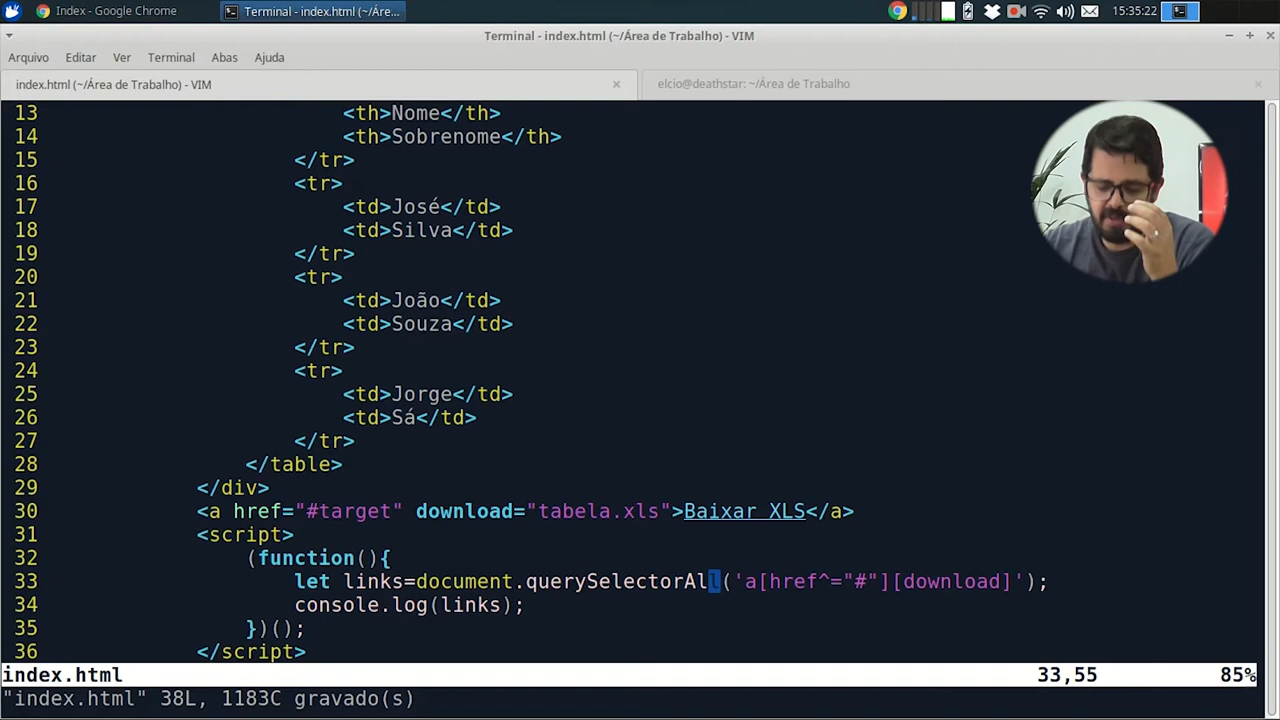 Index - Google Chrome
Terminal - index.html (~/Áre...
15:35:22
Terminal - index.html (~/Área de Trabalho) - VIM
Arquivo Editar Ver Terminal Abas Ajuda
index.html (~/Área de Trabalho) - VIM
elcio@deathstar: ~/Área de Trabalho
13 <th>Nome</th>
14 <th>Sobrenome</th>
15 </tr>
16 <tr>
17 <td>José</td>
18 <td>Silva</td>
19 </tr>
20 <tr>
21 <td>João</td>
22 <td>Souza</td>
23 </tr>
24 <tr>
25 <td>Jorge</td>
26 <td>Sá</td>
27 </tr>
28 </table>
29 </div>
30 <a href="#target" download="tabela.xls">Baixar XLS</a>
31 <script>
32 (function(){
33 let links=document.querySelectorAll('a[href^="#"][download]');
34 console.log(links);
35 })();
36 </script>
index.html 33,55 85%
"index.html" 38L, 1183C gravado(s)